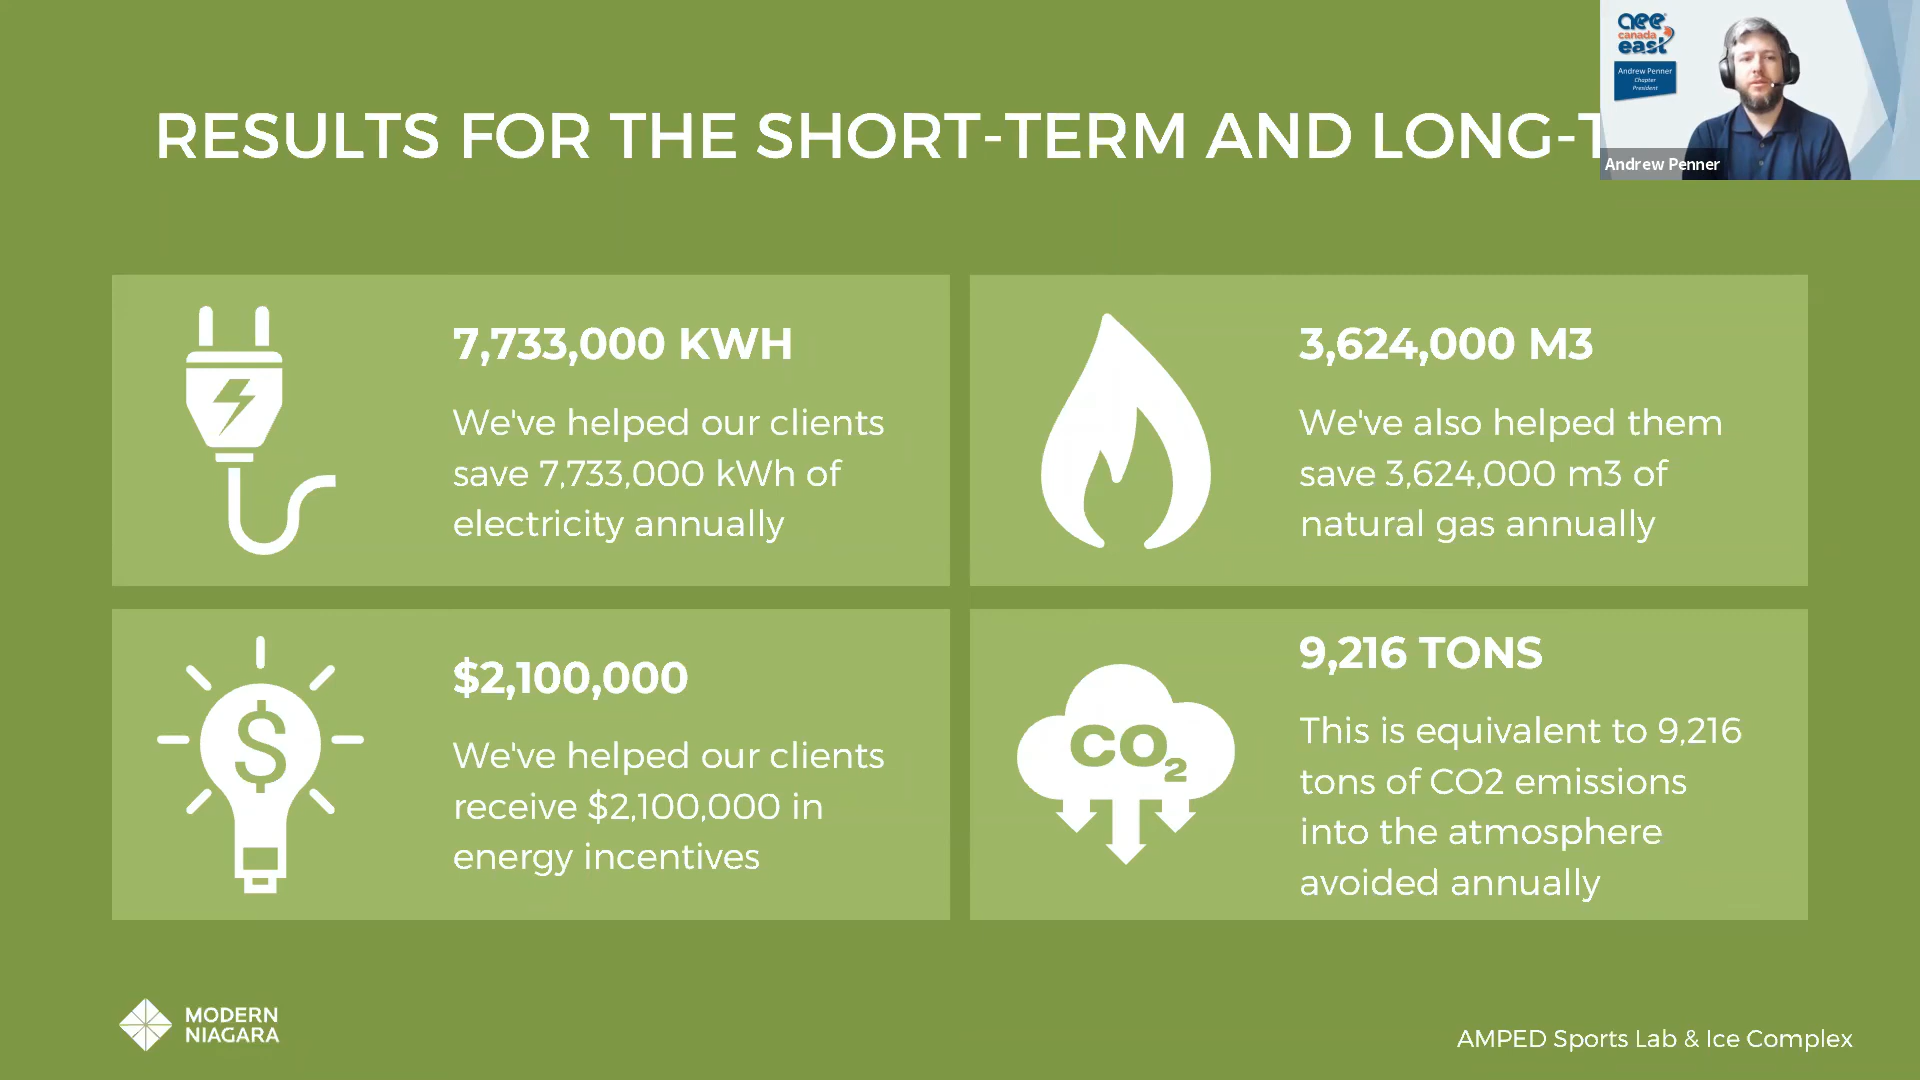 RESULTS FOR THE SHORT-TERM AND LONG-T
aee
canada
east
Andrew Penner
Chapter
President
Andrew Penner
7,733,000 KWH
We've helped our clients
save 7,733,000 kWh of
electricity annually
3,624,000 M3
We've also helped them
save 3,624,000 m3 of
natural gas annually
$
$2,100,000
We've helped our clients
receive $2,100,000 in
energy incentives
CO2
9,216 TONS
This is equivalent to 9,216
tons of CO2 emissions
into the atmosphere
avoided annually
MODERN
NIAGARA
AMPED Sports Lab & Ice Complex